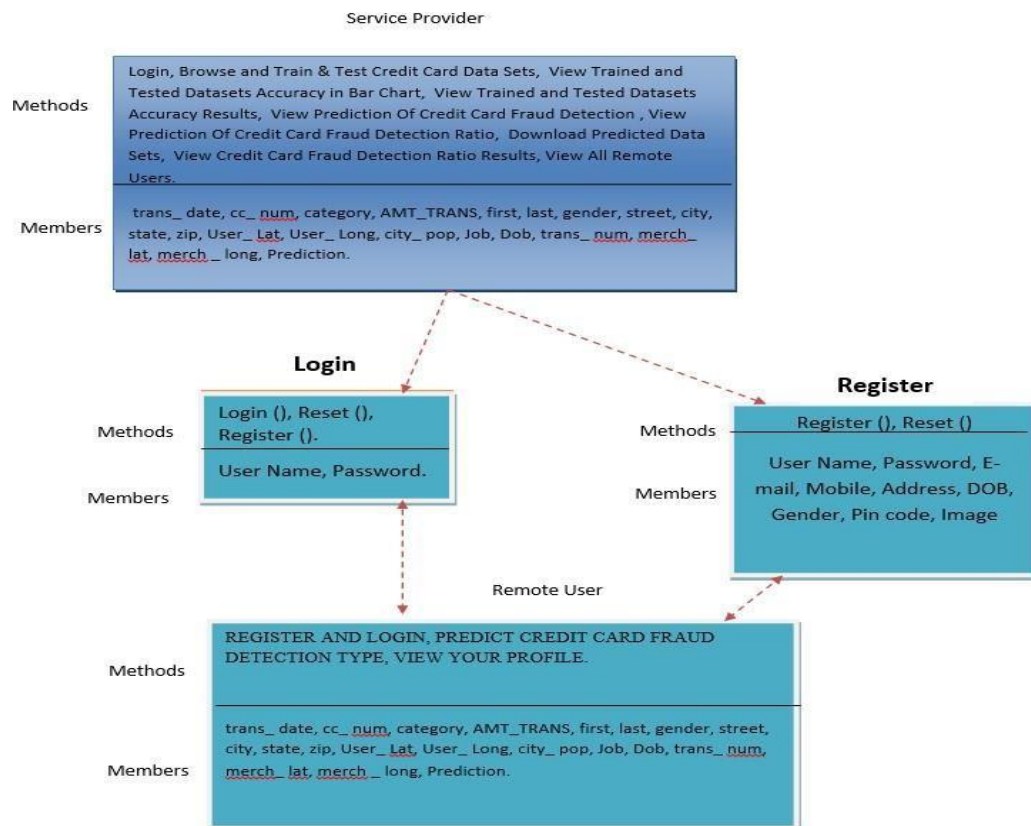 Service Provider
Methods
Login, Browse and Train & Test Credit Card Data Sets, View Trained and
Tested Datasets Accuracy in Bar Chart, View Trained and Tested Datasets
Accuracy Results, View Prediction Of Credit Card Fraud Detection , View
Prediction Of Credit Card Fraud Detection Ratio, Download Predicted Data
Sets, View Credit Card Fraud Detection Ratio Results, View All Remote
Users.
Members
trans_ date, cc_ num, category, AMT_TRANS, first, last, gender, street, city,
state, zip, User_ Lat, User_ Long, city_ pop, Job, Dob, trans_ num, merch_
lat, merch _ long, Prediction.
Login
Methods
Login (), Reset (),
Register ().
Members
User Name, Password.
Register
Methods
Register (), Reset ()
Members
User Name, Password, E-
mail, Mobile, Address, DOB,
Gender, Pin code, Image
Remote User
Methods
REGISTER AND LOGIN, PREDICT CREDIT CARD FRAUD
DETECTION TYPE, VIEW YOUR PROFILE.
Members
trans_ date, cc_ num, category, AMT_TRANS, first, last, gender, street,
city, state, zip, User_ Lat, User_ Long, city_ pop, Job, Dob, trans_ num,
merch_ lat, merch _ long, Prediction.